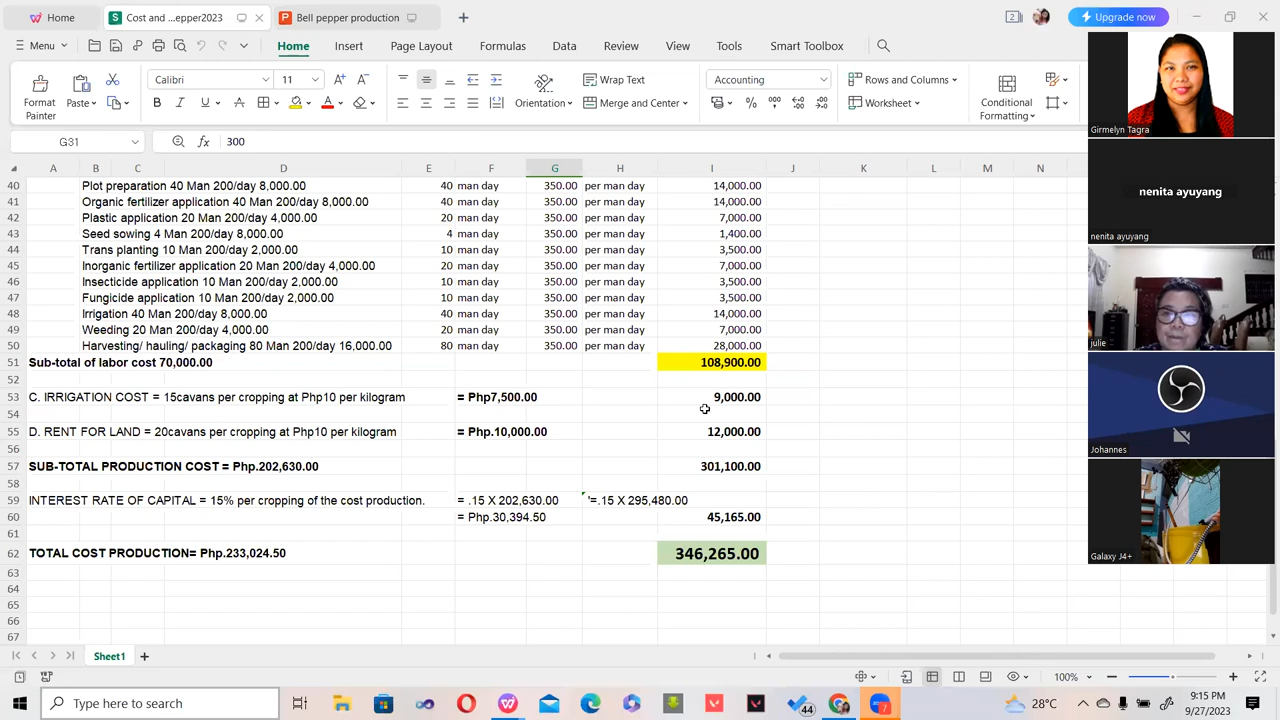 Home
Cost and ...epper2023
Bell pepper production
2
Upgrade now
Menu
Home
Insert
Page Layout
Formulas
Data
Review
View
Tools
Smart Toolbox
Format Painter
Paste
Calibri
11
Orientation
Wrap Text
Merge and Center
Accounting
Conditional Formatting
Rows and Columns
Worksheet
G31
300
A B C D E F G H I J K L M N
40 Plot preparation 40 Man 200/day 8,000.00 40 man day 350.00 per man day 14,000.00
41 Organic fertilizer application 40 Man 200/day 8,000.00 40 man day 350.00 per man day 14,000.00
42 Plastic application 20 Man 200/day 4,000.00 20 man day 350.00 per man day 7,000.00
43 Seed sowing 4 Man 200/day 8,000.00 4 man day 350.00 per man day 1,400.00
44 Trans planting 10 Man 200/day 2,000.00 10 man day 350.00 per man day 3,500.00
45 Inorganic fertilizer application 20 Man 200/day 4,000.00 20 man day 350.00 per man day 7,000.00
46 Insecticide application 10 Man 200/day 2,000.00 10 man day 350.00 per man day 3,500.00
47 Fungicide application 10 Man 200/day 2,000.00 10 man day 350.00 per man day 3,500.00
48 Irrigation 40 Man 200/day 8,000.00 40 man day 350.00 per man day 14,000.00
49 Weeding 20 Man 200/day 4,000.00 20 man day 350.00 per man day 7,000.00
50 Harvesting/ hauling/ packaging 80 Man 200/day 16,000.00 80 man day 350.00 per man day 28,000.00
51 Sub-total of labor cost 70,000.00 108,900.00
52
53 C. IRRIGATION COST = 15cavans per cropping at Php10 per kilogram = Php7,500.00 9,000.00
54
55 D. RENT FOR LAND = 20cavans per cropping at Php10 per kilogram = Php.10,000.00 12,000.00
56
57 SUB-TOTAL PRODUCTION COST = Php.202,630.00 301,100.00
58
59 INTEREST RATE OF CAPITAL = 15% per cropping of the cost production. = .15 X 202,630.00 '=.15 X 295,480.00
60 = Php.30,394.50 45,165.00
61
62 TOTAL COST PRODUCTION= Php.233,024.50 346,265.00
63
64
65
66
67
Girmelyn Tagra
nenita ayuyang
nenita ayuyang
julie
Johannes
Galaxy J4+
Sheet1
100%
Type here to search
44
28°C
9:15 PM
9/27/2023